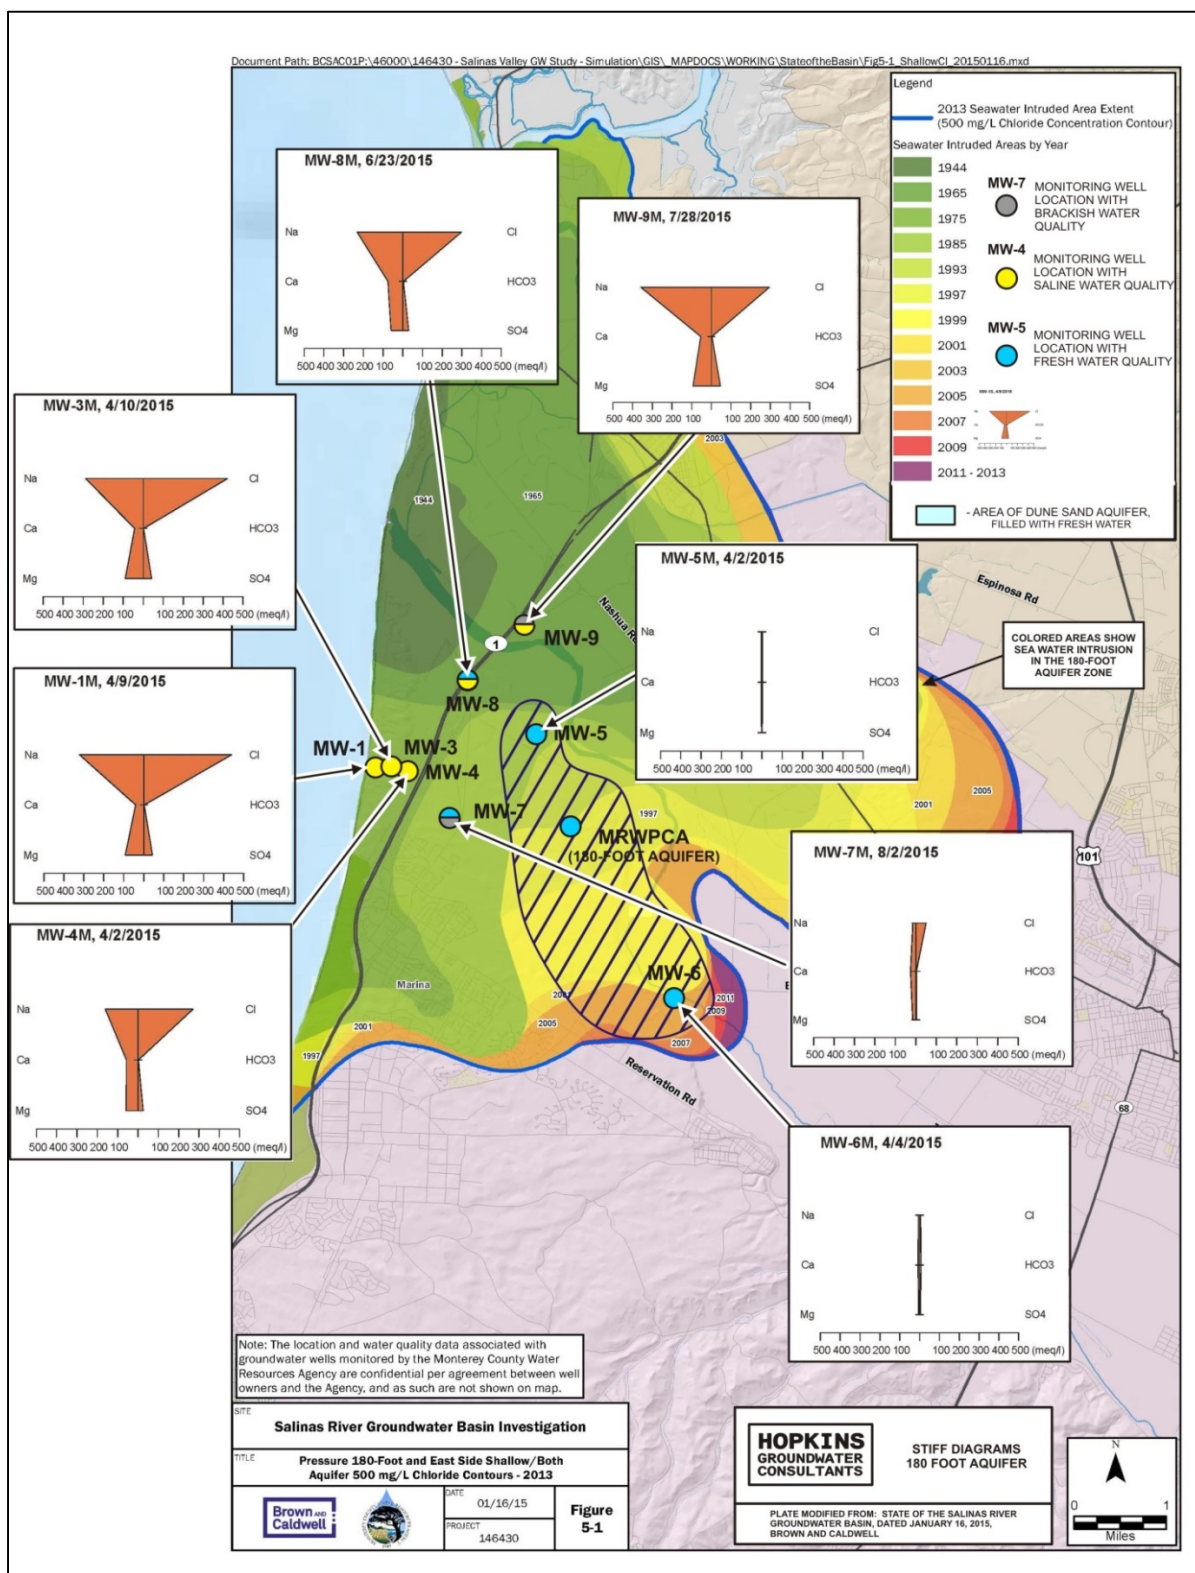 Document Path: BCSAC01P:\46000\146430 - Salinas Valley GW Study - Simulation\GIS\_MAPDOCS\WORKING\StateoftheBasin\Fig5-1_ShallowCl_20150116.mxd
Legend
2013 Seawater Intruded Area Extent
(500 mg/L Chloride Concentration Contour)
Seawater Intruded Areas by Year
1944
1965
1975
1985
1993
1997
1999
2001
2003
2005
2007
2009
2011 - 2013
MW-7
MONITORING WELL
LOCATION WITH
BRACKISH WATER
QUALITY
MW-4
MONITORING WELL
LOCATION WITH
SALINE WATER QUALITY
MW-5
MONITORING WELL
LOCATION WITH
FRESH WATER QUALITY
- AREA OF DUNE SAND AQUIFER,
FILLED WITH FRESH WATER
MW-8M, 6/23/2015
Na Cl
Ca HCO3
Mg SO4
500 400 300 200 100 100 200 300 400 500 (meq/l)
MW-9M, 7/28/2015
Na Cl
Ca HCO3
Mg SO4
500 400 300 200 100 100 200 300 400 500 (meq/l)
MW-3M, 4/10/2015
Na Cl
Ca HCO3
Mg SO4
500 400 300 200 100 100 200 300 400 500 (meq/l)
MW-5M, 4/2/2015
Na Cl
Ca HCO3
Mg SO4
500 400 300 200 100 100 200 300 400 500 (meq/l)
MW-1M, 4/9/2015
Na Cl
Ca HCO3
Mg SO4
500 400 300 200 100 100 200 300 400 500 (meq/l)
MW-7M, 8/2/2015
Na Cl
Ca HCO3
Mg SO4
500 400 300 200 100 100 200 300 400 500 (meq/l)
MW-4M, 4/2/2015
Na Cl
Ca HCO3
Mg SO4
500 400 300 200 100 100 200 300 400 500 (meq/l)
MW-6M, 4/4/2015
Na Cl
Ca HCO3
Mg SO4
500 400 300 200 100 100 200 300 400 500 (meq/l)
2003
1944
1965
Espinosa Rd
Nashua
COLORED AREAS SHOW
SEA WATER INTRUSION
IN THE 180-FOOT
AQUIFER ZONE
1
MW-9
MW-8
MW-5
MW-1
MW-3
MW-4
MW-7
1997
2001
2005
MRWPCA
(180-FOOT AQUIFER)
101
MW-6
Marina
2001
2005
2011
2009
2007
1997
Reservation Rd
68
Note: The location and water quality data associated with
groundwater wells monitored by the Monterey County Water
Resources Agency are confidential per agreement between well
owners and the Agency, and as such are not shown on map.
SITE
Salinas River Groundwater Basin Investigation
TITLE
Pressure 180-Foot and East Side Shallow/Both
Aquifer 500 mg/L Chloride Contours - 2013
Brown AND
Caldwell
DATE
01/16/15
PROJECT
146430
Figure
5-1
HOPKINS
GROUNDWATER
CONSULTANTS
STIFF DIAGRAMS
180 FOOT AQUIFER
PLATE MODIFIED FROM: STATE OF THE SALINAS RIVER
GROUNDWATER BASIN, DATED JANUARY 16, 2015,
BROWN AND CALDWELL
N
0 1
Miles